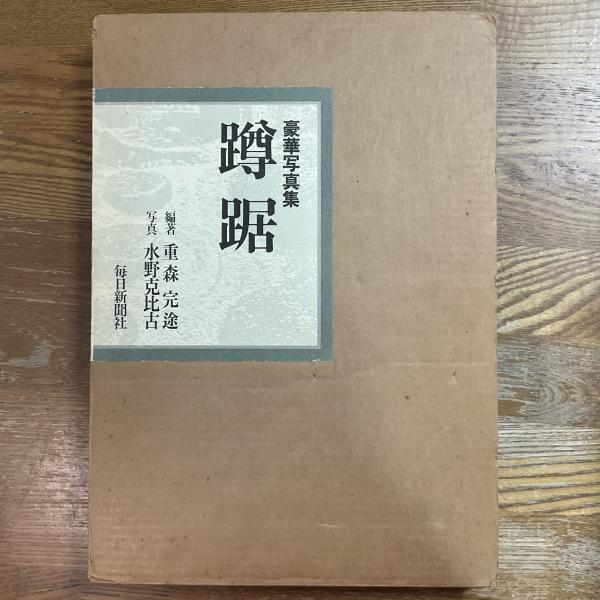 豪華写真集
蹲踞
編著 重森完途
写真 水野克比古
毎日新聞社